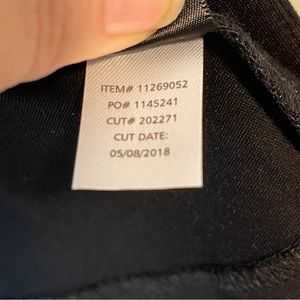 ITEM# 11269052
PO# 1145241
CUT# 202271
CUT DATE:
05/08/2018